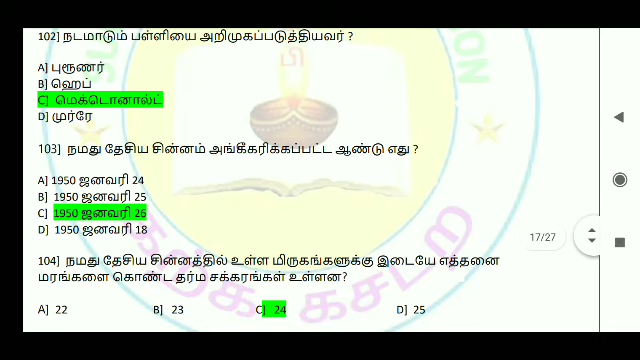 102] நடமாடும் பள்ளியை அறிமுகப்படுத்தியவர் ?
A] புரூணர்
B] ஹெப்
C] மெக்டொனால்ட்
D] முர்ரே
103] நமது தேசிய சின்னம் அங்கீகரிக்கப்பட்ட ஆண்டு எது ?
A] 1950 ஜனவரி 24
B] 1950 ஜனவரி 25
C] 1950 ஜனவரி 26
D] 1950 ஜனவரி 18
17/27
104] நமது தேசிய சின்னத்தில் உள்ள மிருகங்களுக்கு இடையே எத்தனை
மரங்களை கொண்ட தர்ம சக்கரங்கள் உள்ளன?
A] 22 B] 23 C] 24 D] 25